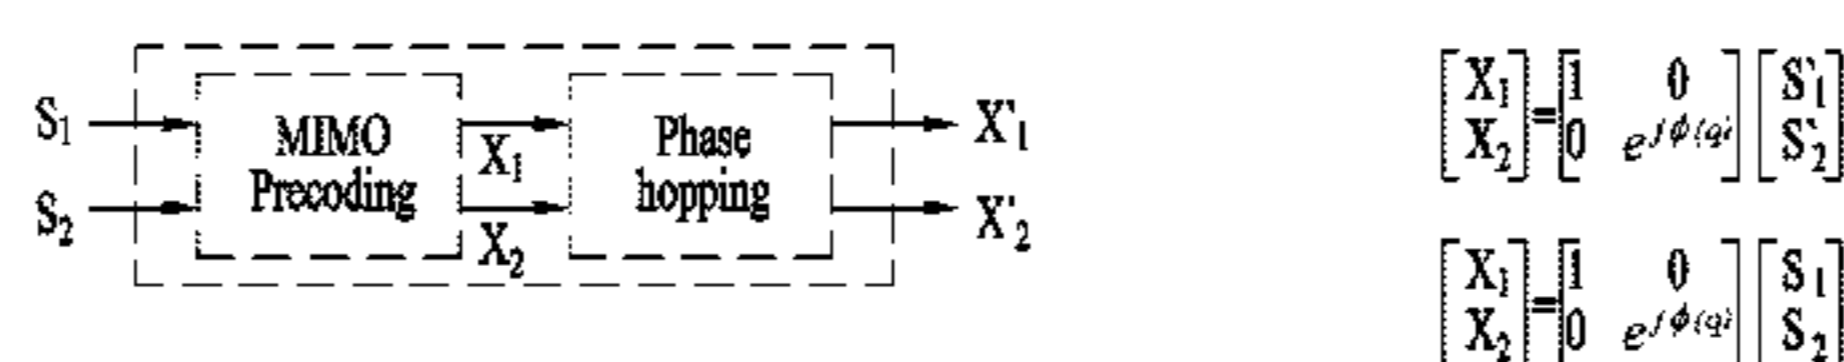 S1
S2
MIMO
Precoding
X1
X2
Phase
hopping
X'1
X'2
[X1 X2] = [1 0; 0 e^jϕ(q)] [S`1 S`2]
[X1 X2] = [1 0; 0 e^jϕ(q)] [S1 S2]